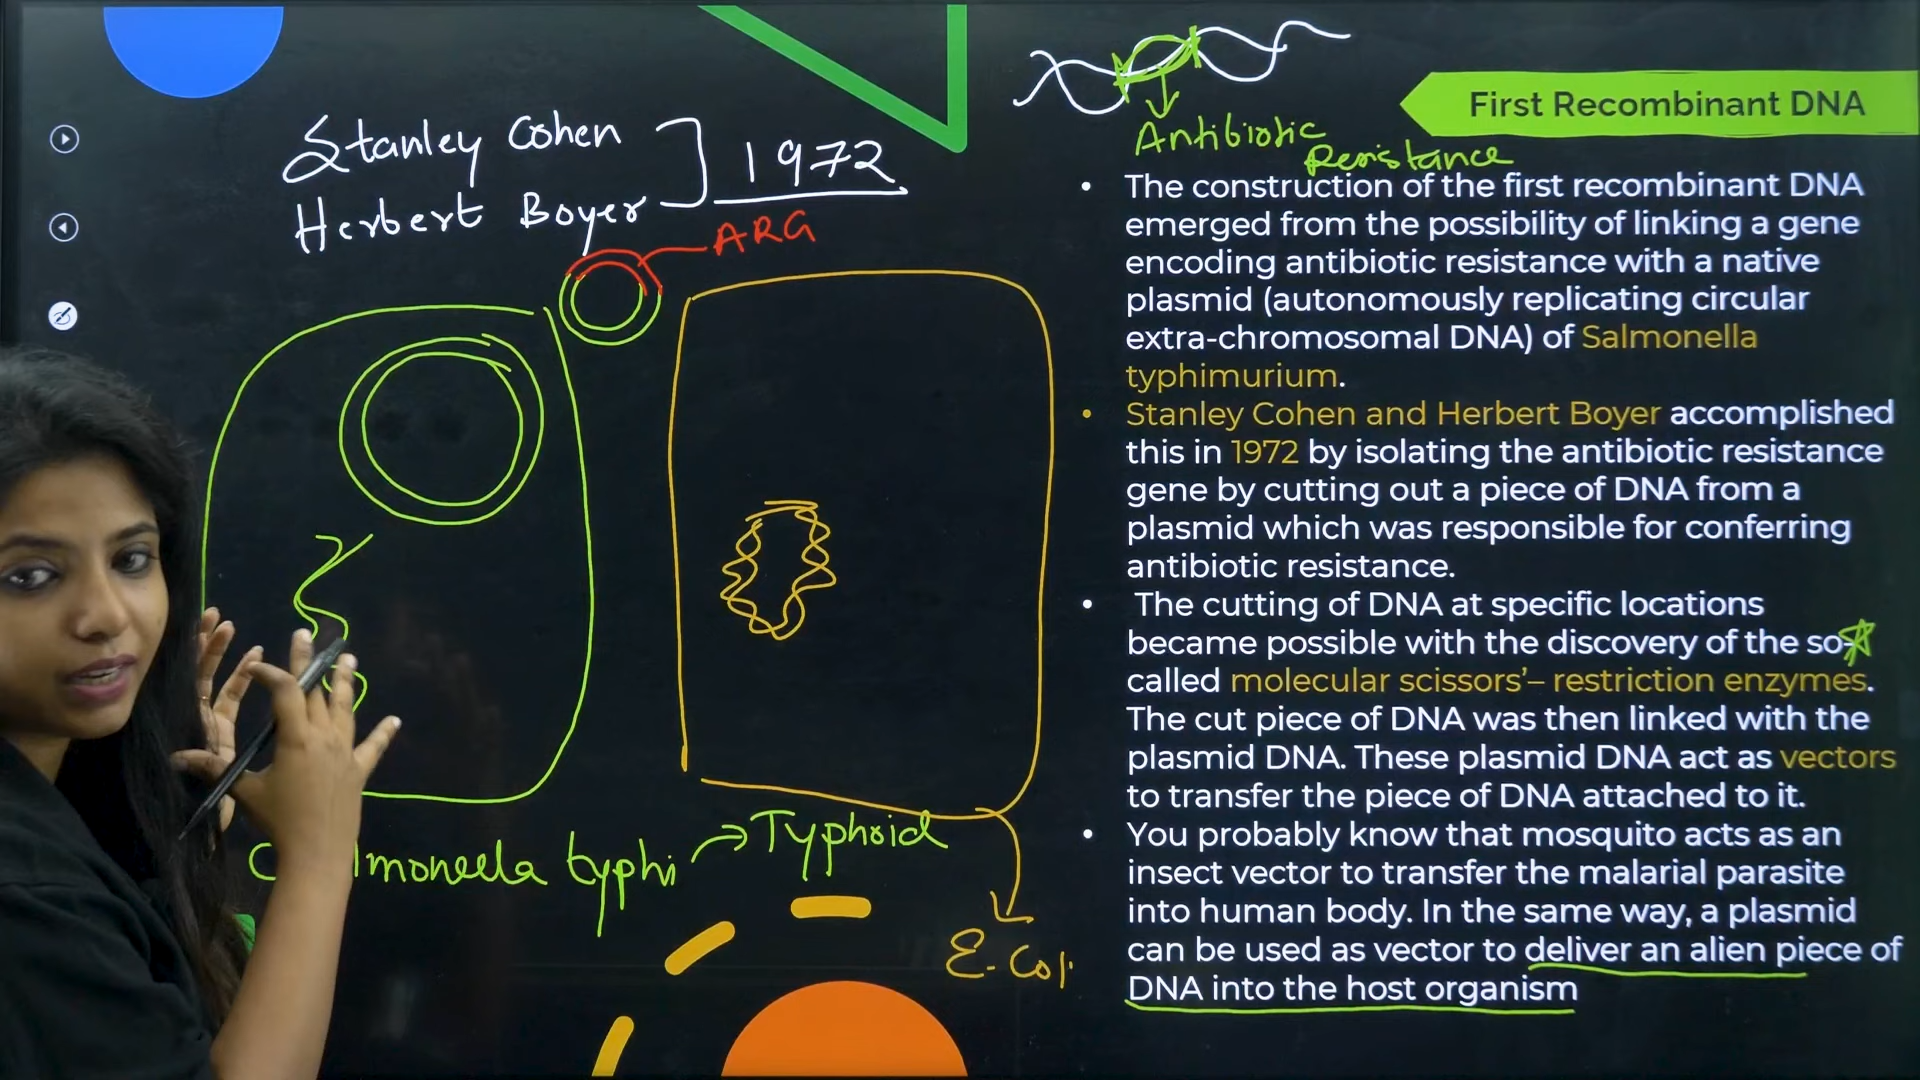 Stanley Cohen
Herbert Boyer
1972
ARG
Typhoid
lmonella typhi
E. Coli
Antibiotic
Resistance
First Recombinant DNA
• The construction of the first recombinant DNA
emerged from the possibility of linking a gene
encoding antibiotic resistance with a native
plasmid (autonomously replicating circular
extra-chromosomal DNA) of Salmonella
typhimurium.
• Stanley Cohen and Herbert Boyer accomplished
this in 1972 by isolating the antibiotic resistance
gene by cutting out a piece of DNA from a
plasmid which was responsible for conferring
antibiotic resistance.
• The cutting of DNA at specific locations
became possible with the discovery of the so-
called molecular scissors’– restriction enzymes.
The cut piece of DNA was then linked with the
plasmid DNA. These plasmid DNA act as vectors
to transfer the piece of DNA attached to it.
• You probably know that mosquito acts as an
insect vector to transfer the malarial parasite
into human body. In the same way, a plasmid
can be used as vector to deliver an alien piece of
DNA into the host organism